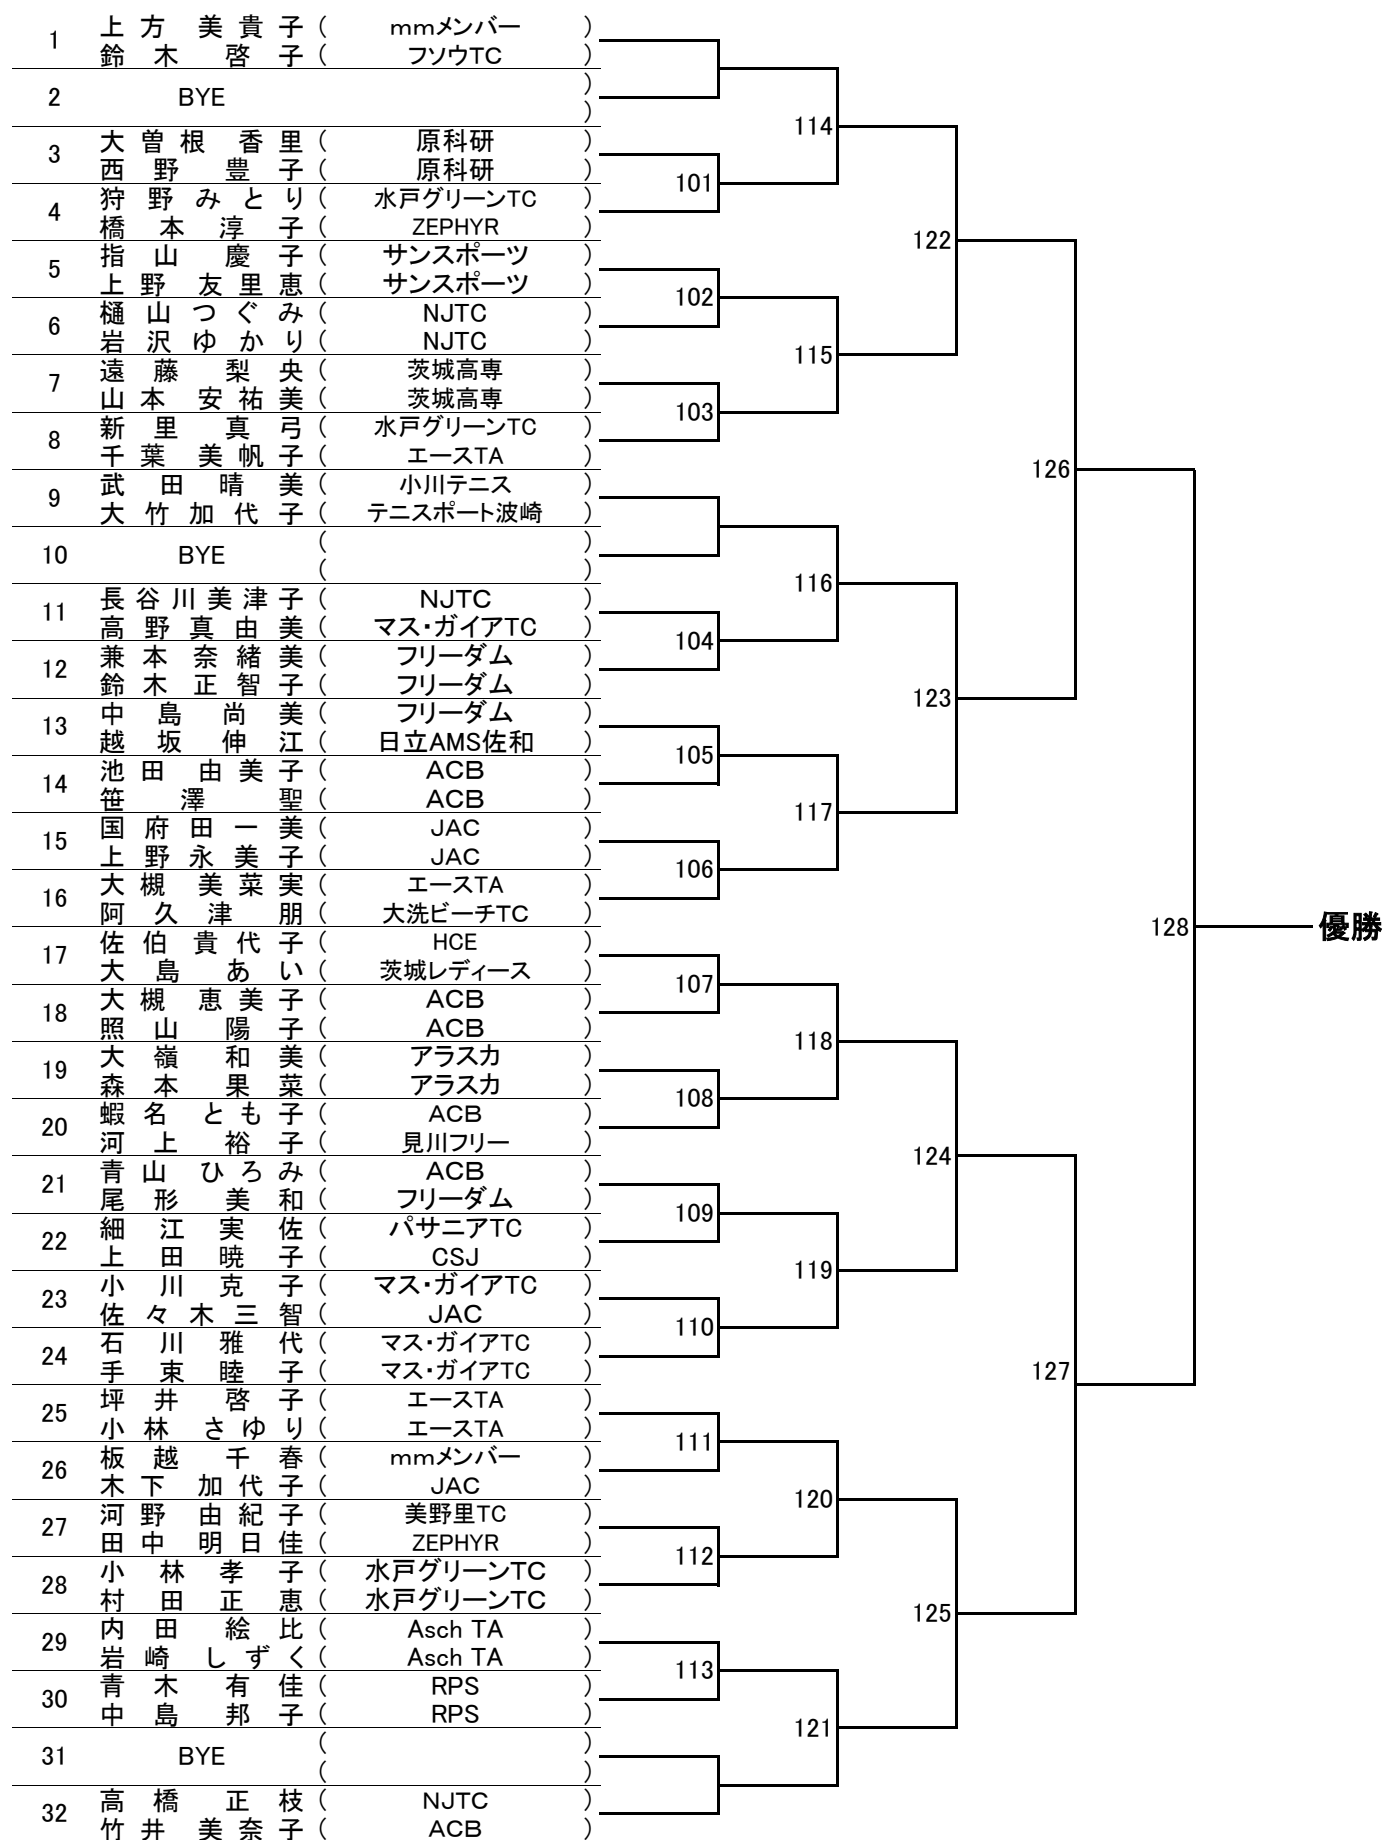 1 上方 美貴子 ( mmメンバー )
鈴木 啓子 ( フソウTC )
2 BYE )
)
3 大曽根 香里 ( 原科研 )
西野 豊子 ( 原科研 )
4 狩野みとり ( 水戸グリーンTC )
橋本淳子 ( ZEPHYR )
5 指山 慶子 ( サンスポーツ )
上野 友里恵 ( サンスポーツ )
6 樋山つぐみ ( NJTC )
岩沢ゆかり ( NJTC )
7 遠藤 梨央 ( 茨城高専 )
山本 安祐美 ( 茨城高専 )
8 新里真弓 ( 水戸グリーンTC )
千葉 美帆子 ( エースTA )
9 武田晴美 ( 小川テニス )
大竹加代子 ( テニスポート波崎 )
10 BYE ( )
( )
11 長谷川美津子 ( NJTC )
高野真由美 ( マス・ガイアTC )
12 兼本奈緒美 ( フリーダム )
鈴木正智子 ( フリーダム )
13 中島尚美 ( フリーダム )
越坂伸江 ( 日立AMS佐和 )
14 池田 由美子 ( ACB )
笹澤聖 ( ACB )
15 国府田一美 ( JAC )
上野永美子 ( JAC )
16 大槻 美菜実 ( エースTA )
阿久津朋 ( 大洗ビーチTC )
17 佐伯貴代子 ( HCE )
大島あい ( 茨城レディース )
18 大槻 恵美子 ( ACB )
照山 陽子 ( ACB )
19 大嶺 和美 ( アラスカ )
森本 果菜 ( アラスカ )
20 蝦名 とも子 ( ACB )
河上 裕子 ( 見川フリー )
21 青山 ひろみ ( ACB )
尾形 美和 ( フリーダム )
22 細江実佐 ( パサニアTC )
上田暁子 ( CSJ )
23 小川克子 ( マス・ガイアTC )
佐々木三智 ( JAC )
24 石川雅代 ( マス・ガイアTC )
手束睦子 ( マス・ガイアTC )
25 坪井 啓子 ( エースTA )
小林 さゆり ( エースTA )
26 板越 千春 ( mmメンバー )
木下 加代子 ( JAC )
27 河野 由紀子 ( 美野里TC )
田中 明日佳 ( ZEPHYR )
28 小林孝子 ( 水戸グリーンTC )
村田正恵 ( 水戸グリーンTC )
29 内田 絵比 ( Asch TA )
岩崎 しずく ( Asch TA )
30 青木 有佳 ( RPS )
中島 邦子 ( RPS )
31 BYE ( )
( )
32 高橋正枝 ( NJTC )
竹井 美奈子 ( ACB )
101
102
103
104
105
106
107
108
109
110
111
112
113
114
115
116
117
118
119
120
121
122
123
124
125
126
127
128
優勝